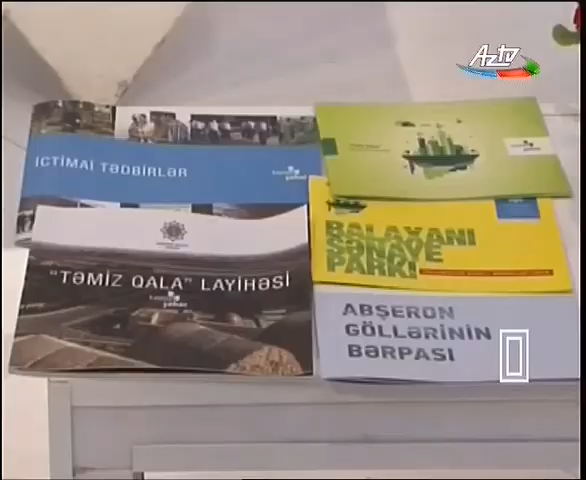 AZTV
İCTİMAİ TƏDBİRLƏR
"TƏMİZ QALA" LAYİHƏSİ
BALAXANI
SƏNAYE
PARKI
ABŞERON
GÖLLƏRİNİN
BƏRPASI